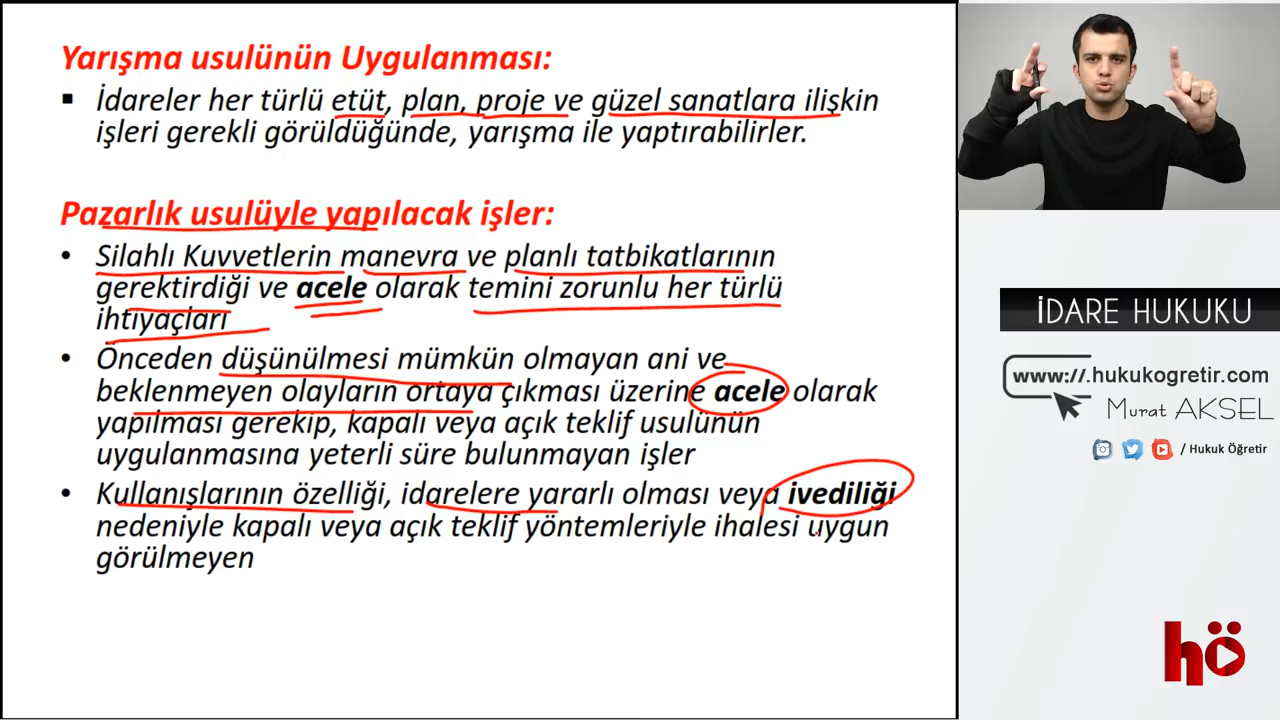 Yarışma usulünün Uygulanması:
▪ İdareler her türlü etüt, plan, proje ve güzel sanatlara ilişkin
işleri gerekli görüldüğünde, yarışma ile yaptırabilirler.
Pazarlık usulüyle yapılacak işler:
• Silahlı Kuvvetlerin manevra ve planlı tatbikatlarının
gerektirdiği ve acele olarak temini zorunlu her türlü
ihtiyaçları
• Önceden düşünülmesi mümkün olmayan ani ve
beklenmeyen olayların ortaya çıkması üzerine acele olarak
yapılması gerekip, kapalı veya açık teklif usulünün
uygulanmasına yeterli süre bulunmayan işler
• Kullanışlarının özelliği, idarelere yararlı olması veya ivediliği
nedeniyle kapalı veya açık teklif yöntemleriyle ihalesi uygun
görülmeyen
İDARE HUKUKU
www://.hukukogretir.com
Murat AKSEL
/ Hukuk Öğretir
hö